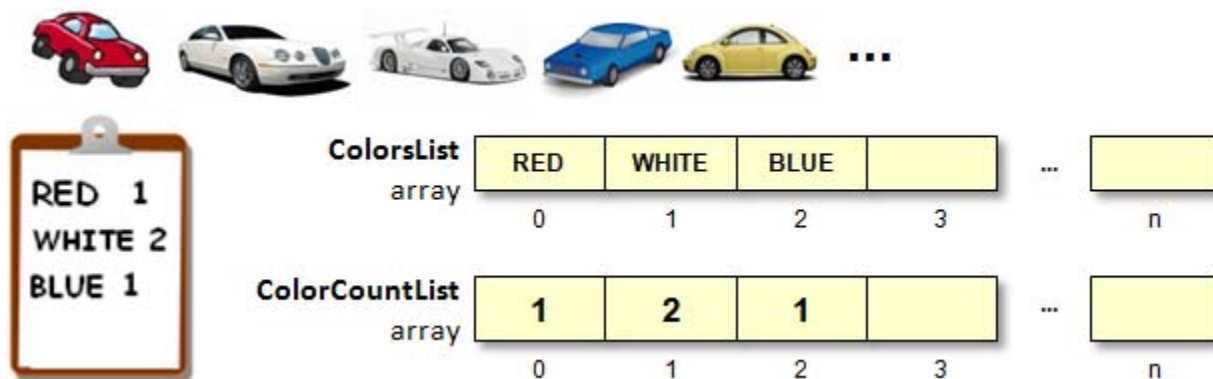 ...
RED 1
WHITE 2
BLUE 1
ColorsList
array
RED WHITE BLUE ...
0 1 2 3 n
ColorCountList
array
1 2 1 ...
0 1 2 3 n